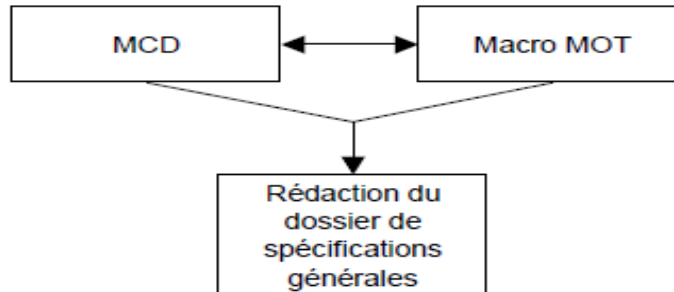 MCD
Macro MOT
Rédaction du
dossier de
spécifications
générales